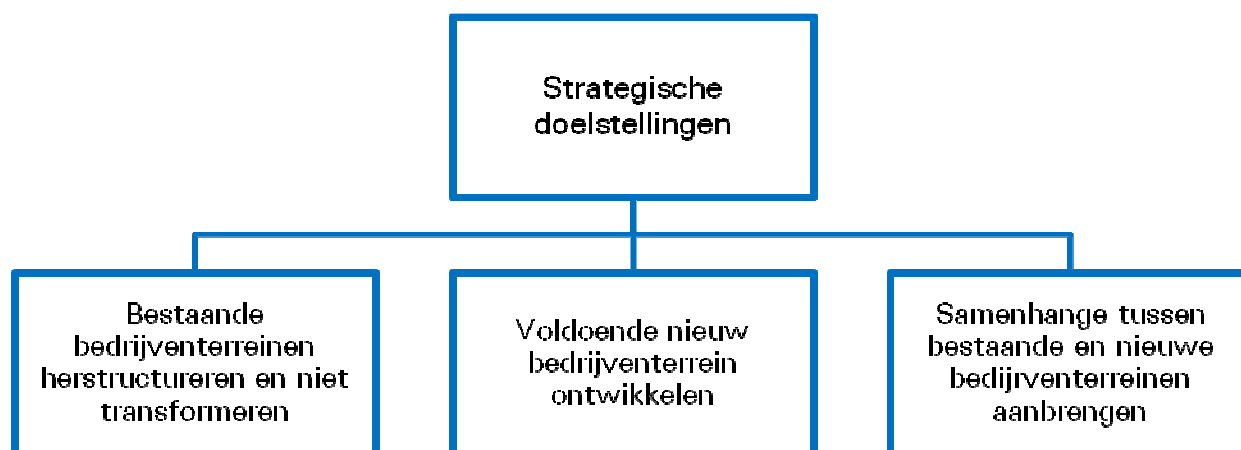 Strategische
doelstellingen
Bestaande
bedrijventerreinen
herstructureren en niet
transformeren
Voldoende nieuw
bedrijventerrein
ontwikkelen
Samenhange tussen
bestaande en nieuwe
bedijrventerreinen
aanbrengen